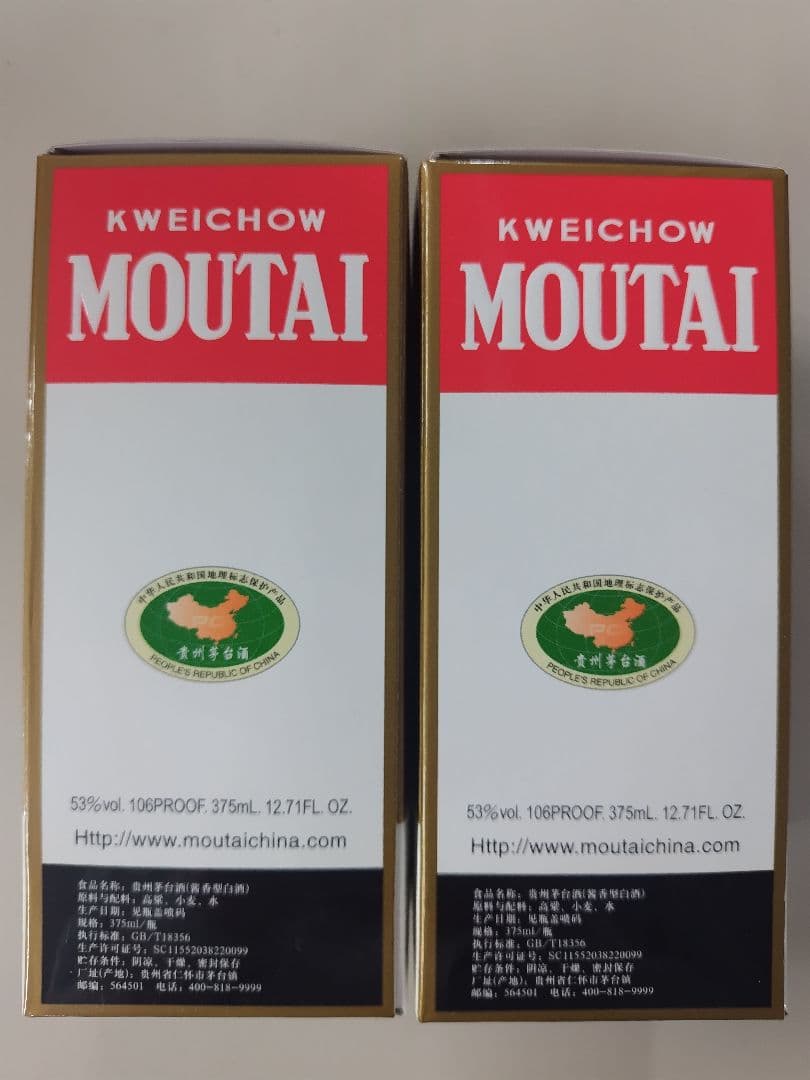 KWEICHOW
MOUTAI
中华人民共和国地理标志保护产品
PGI
贵州茅台酒
PEOPLE'S REPUBLIC OF CHINA
53%vol. 106PROOF. 375mL. 12.71FL. OZ.
Http://www.moutaichina.com
食品名称：贵州茅台酒(酱香型白酒)
原料与配料：高粱、小麦、水
生产日期：见瓶盖喷码
规格：375ml/瓶
执行标准：GB/T18356
生产许可证号：SC11552038220099
贮存条件：阴凉、干燥、密封保存
厂址(产地)：贵州省仁怀市茅台镇
邮编：564501 电话：400-818-9999
KWEICHOW
MOUTAI
中华人民共和国地理标志保护产品
PGI
贵州茅台酒
PEOPLE'S REPUBLIC OF CHINA
53%vol. 106PROOF. 375mL. 12.71FL. OZ.
Http://www.moutaichina.com
食品名称：贵州茅台酒(酱香型白酒)
原料与配料：高粱、小麦、水
生产日期：见瓶盖喷码
规格：375ml/瓶
执行标准：GB/T18356
生产许可证号：SC11552038220099
贮存条件：阴凉、干燥、密封保存
厂址(产地)：贵州省仁怀市茅台镇
邮编：564501 电话：400-818-9999